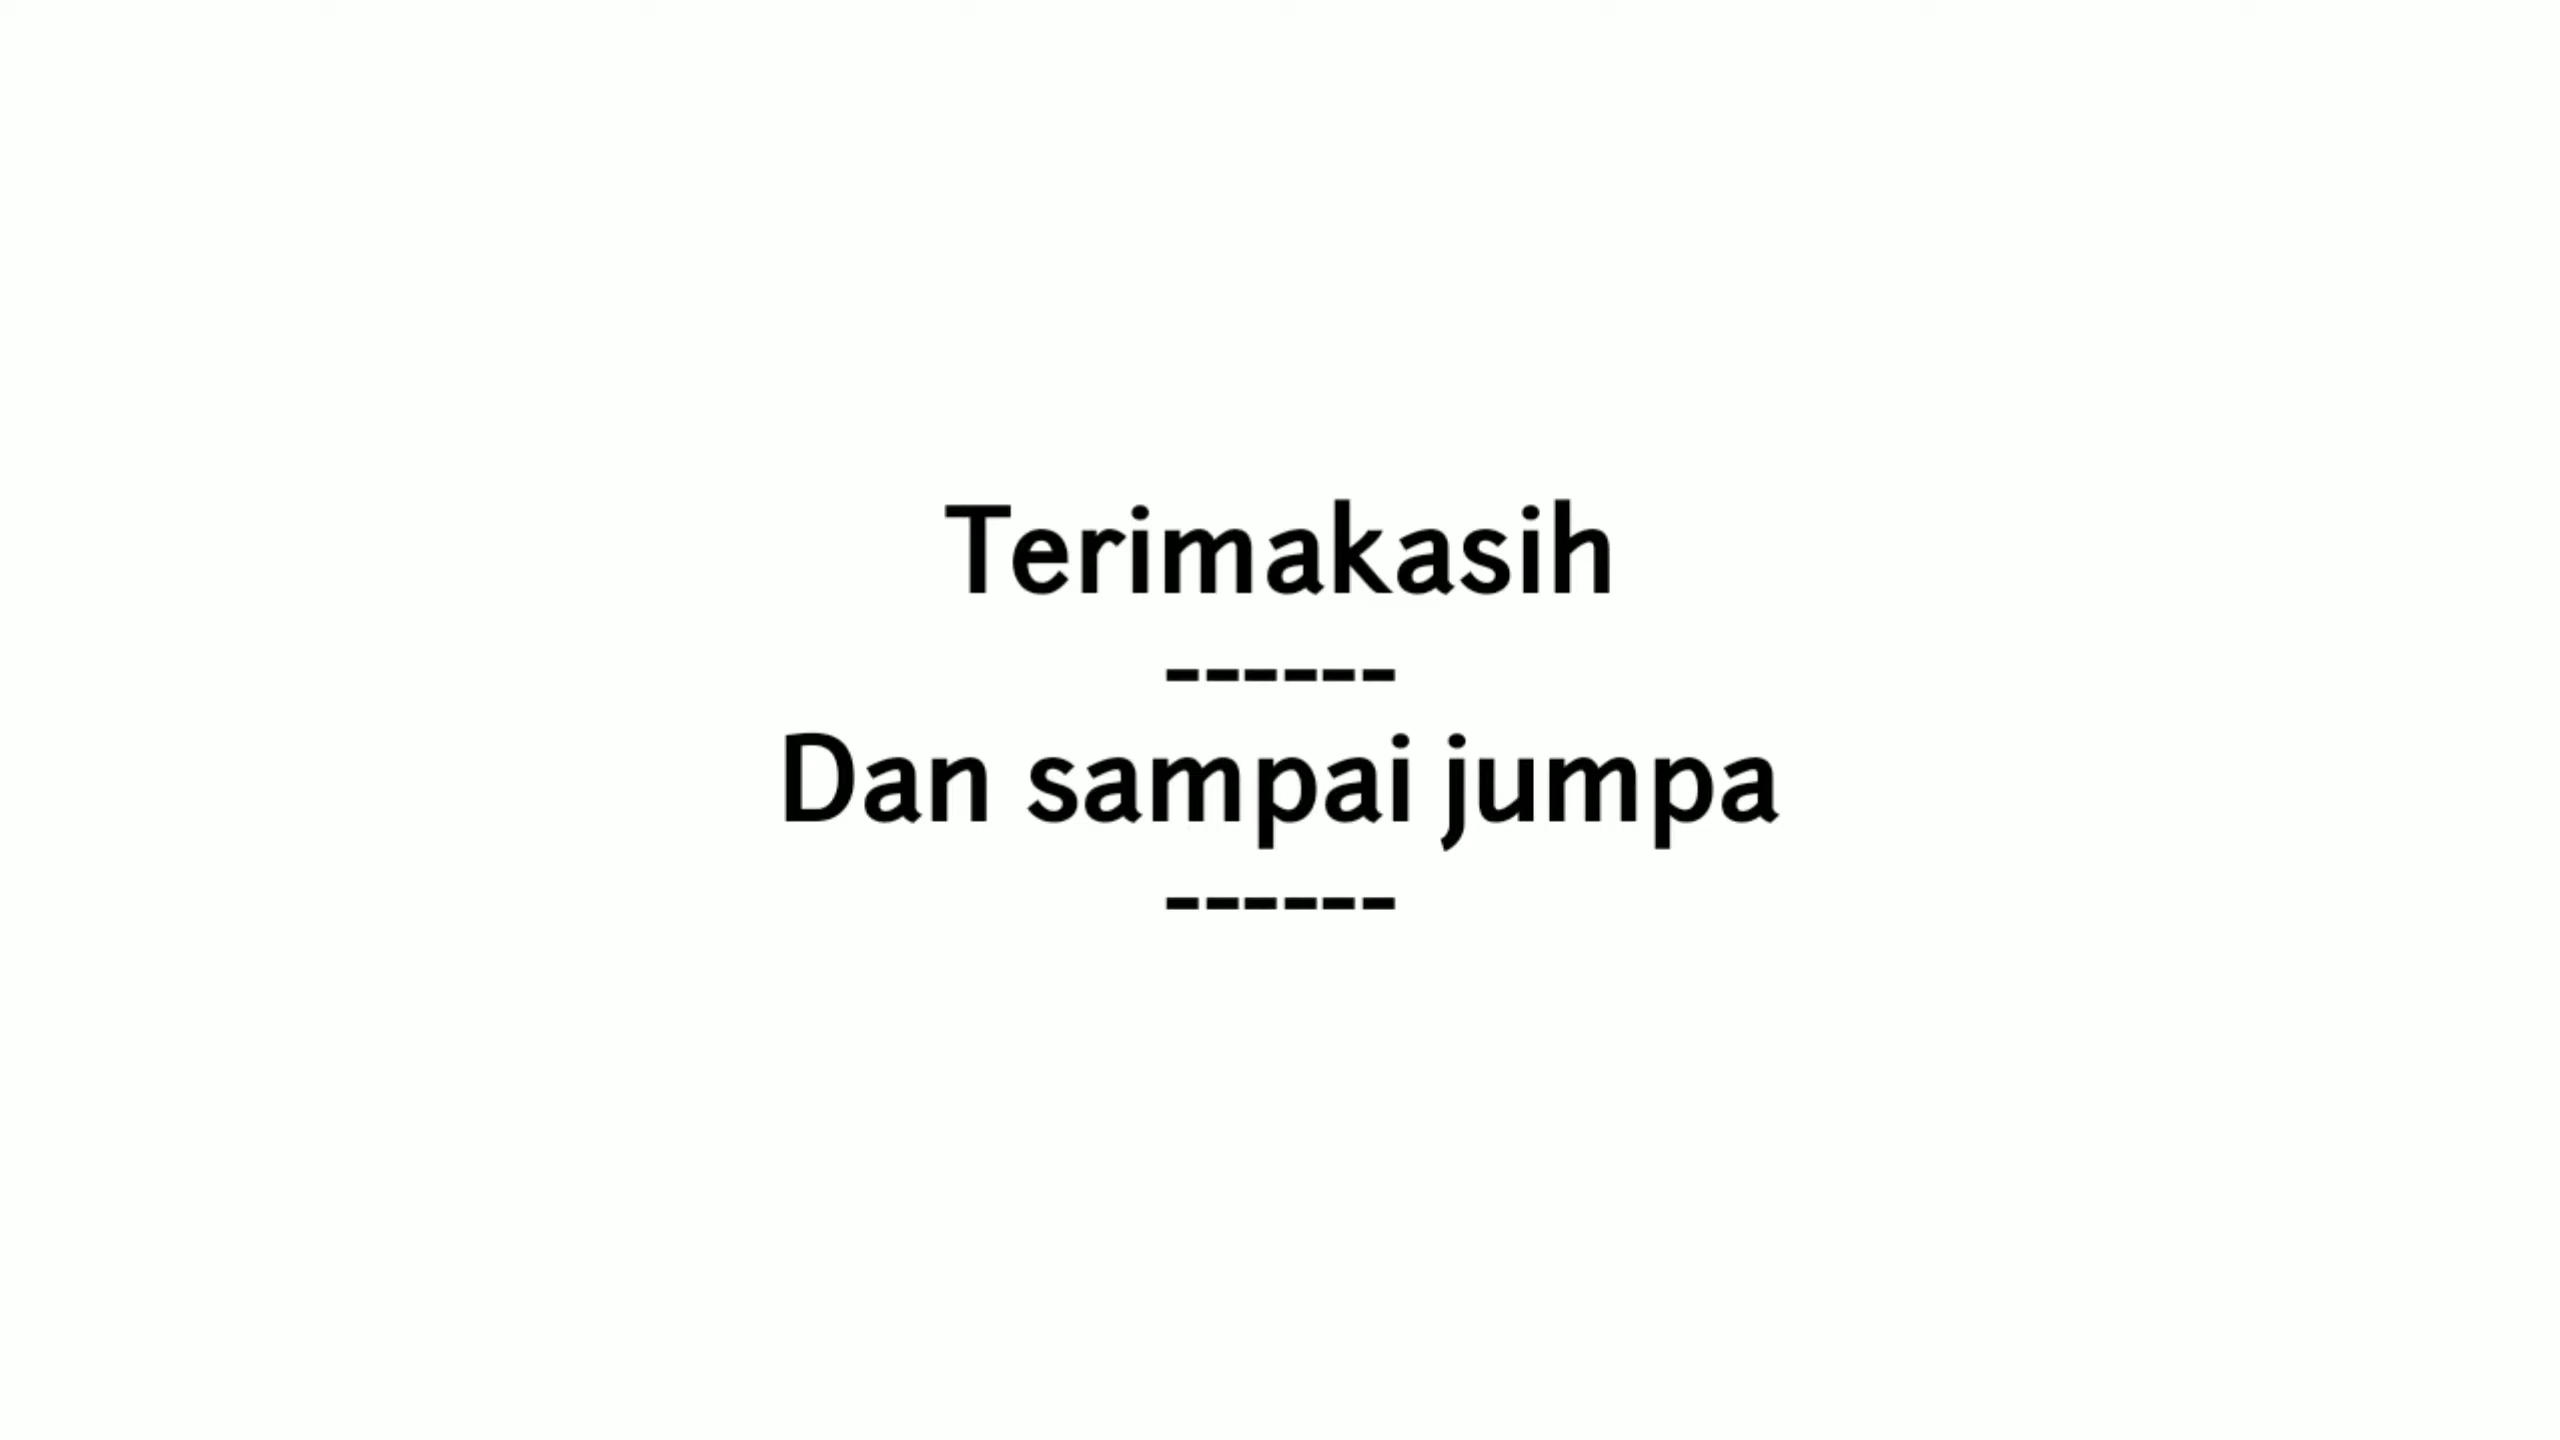 Terimakasih
------
Dan sampai jumpa
------